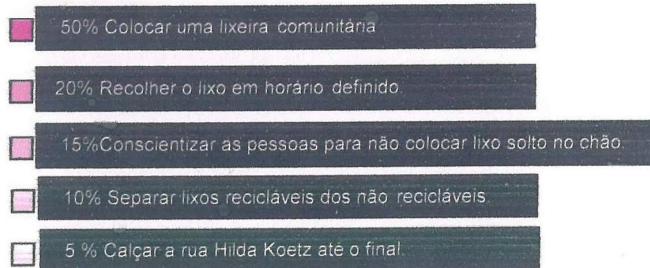 50% Colocar uma lixeira comunitária
20% Recolher o lixo em horário definido.
15%Conscientizar as pessoas para não colocar lixo solto no chão.
10% Separar lixos recicláveis dos não recicláveis.
5 % Calçar a rua Hilda Koetz até o final.